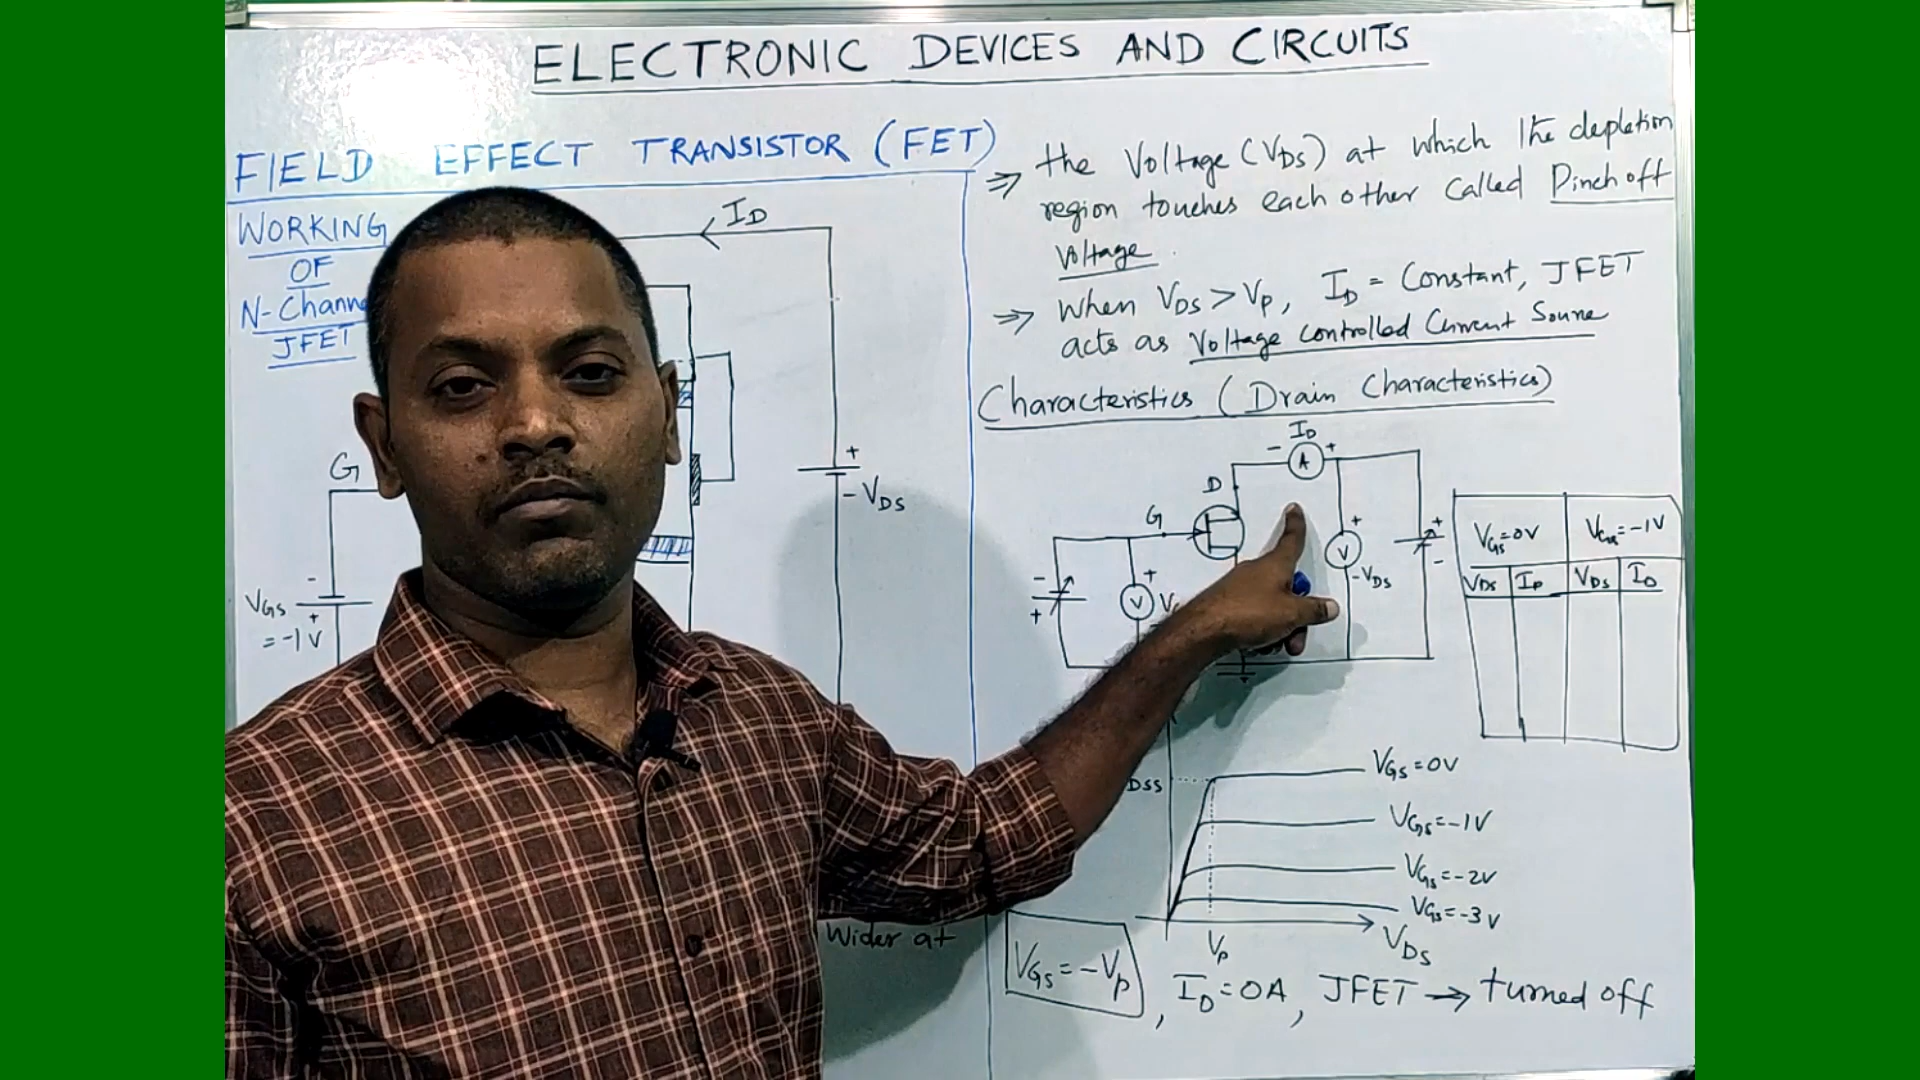 ELECTRONIC DEVICES AND CIRCUITS
FIELD EFFECT TRANSISTOR (FET)
WORKING
OF
N-Channe
JFET
ID
G
-
VGS
+
= -1V
+
- VDS
Wider at
⇒ the Voltage (VDS) at which the depletion
region touches each other called Pinch off
Voltage.
⇒ When VDS > VP, ID = Constant, JFET
acts as Voltage controlled Current Source
Characteristics (Drain Characteristics)
ID
- A +
D
G
- +
+ V
+ V - VDS
+ -
VGS=0V VGS=-1V
VDS ID VDS ID
DSS
VGS=0V
VGS=-1V
VGS=-2V
VGS=-3V
VP
VDS
VGS=-Vp, ID=0A, JFET → turned off